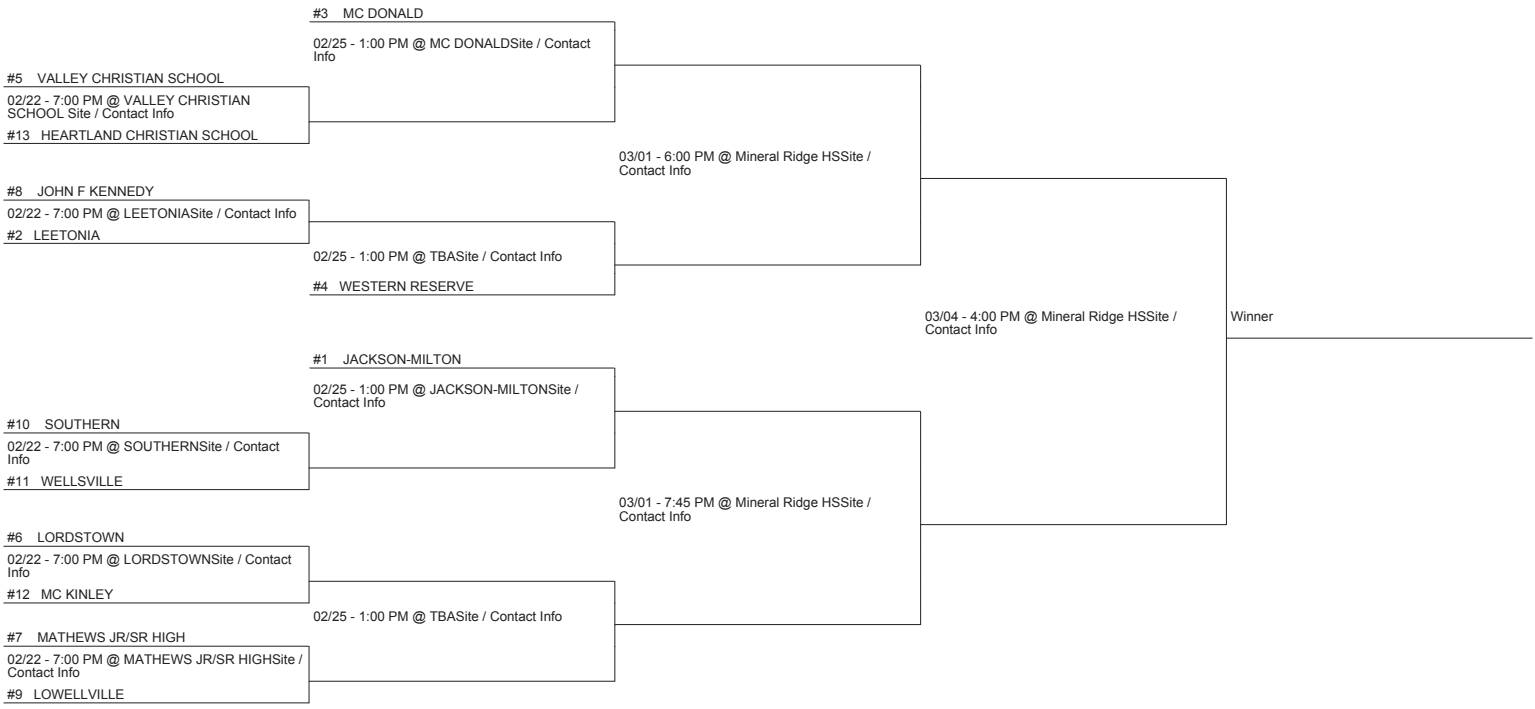 #3 MC DONALD
02/25 - 1:00 PM @ MC DONALDSite / Contact
Info
#5 VALLEY CHRISTIAN SCHOOL
02/22 - 7:00 PM @ VALLEY CHRISTIAN
SCHOOL Site / Contact Info
#13 HEARTLAND CHRISTIAN SCHOOL
03/01 - 6:00 PM @ Mineral Ridge HSSite /
Contact Info
#8 JOHN F KENNEDY
02/22 - 7:00 PM @ LEETONIASite / Contact Info
#2 LEETONIA
02/25 - 1:00 PM @ TBASite / Contact Info
#4 WESTERN RESERVE
03/04 - 4:00 PM @ Mineral Ridge HSSite /
Contact Info
Winner
#1 JACKSON-MILTON
02/25 - 1:00 PM @ JACKSON-MILTONSite /
Contact Info
#10 SOUTHERN
02/22 - 7:00 PM @ SOUTHERNSite / Contact
Info
#11 WELLSVILLE
03/01 - 7:45 PM @ Mineral Ridge HSSite /
Contact Info
#6 LORDSTOWN
02/22 - 7:00 PM @ LORDSTOWNSite / Contact
Info
#12 MC KINLEY
02/25 - 1:00 PM @ TBASite / Contact Info
#7 MATHEWS JR/SR HIGH
02/22 - 7:00 PM @ MATHEWS JR/SR HIGHSite /
Contact Info
#9 LOWELLVILLE